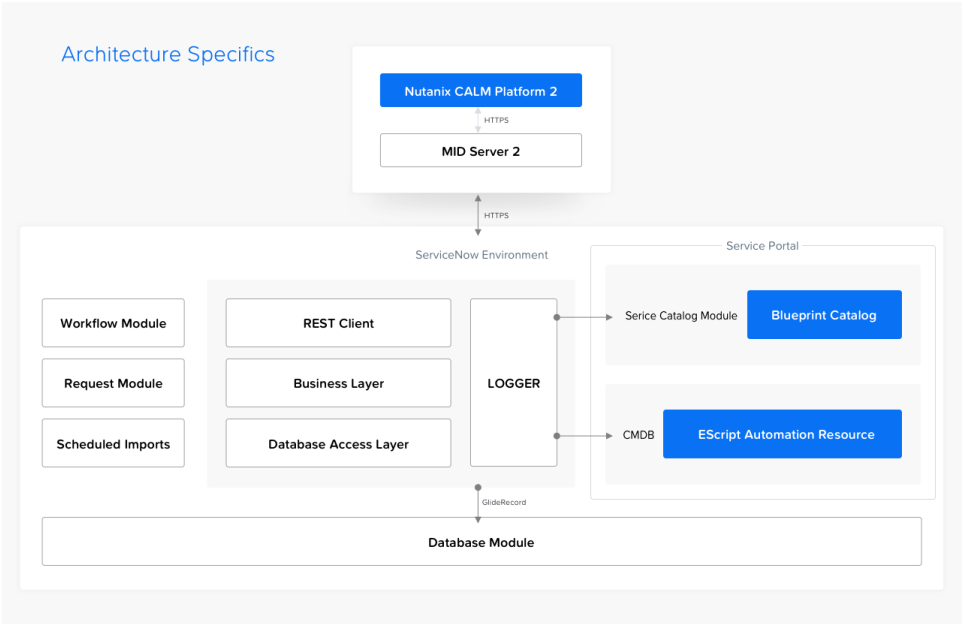 Architecture Specifics
Nutanix CALM Platform 2
HTTPS
MID Server 2
HTTPS
ServiceNow Environment
Service Portal
Workflow Module
Request Module
Scheduled Imports
REST Client
Business Layer
Database Access Layer
LOGGER
Serice Catalog Module
Blueprint Catalog
CMDB
EScript Automation Resource
GlideRecord
Database Module